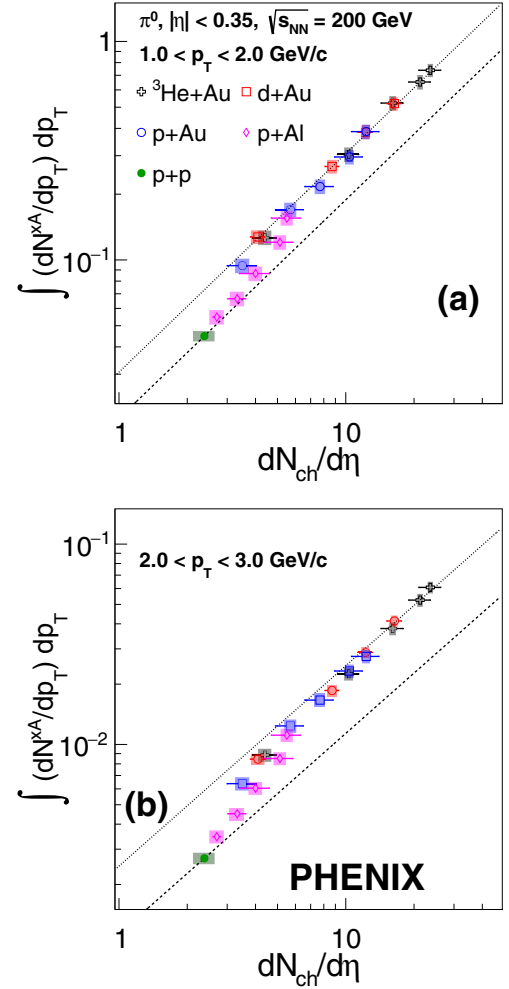 π⁰, |η| < 0.35, √s_NN = 200 GeV
1.0 < p_T < 2.0 GeV/c
³He+Au
d+Au
p+Au
p+Al
p+p
1
10⁻¹
∫ (dN^xA/dp_T) dp_T
(a)
1
10
dN_ch/dη
10⁻¹
2.0 < p_T < 3.0 GeV/c
10⁻²
∫ (dN^xA/dp_T) dp_T
(b)
PHENIX
1
10
dN_ch/dη